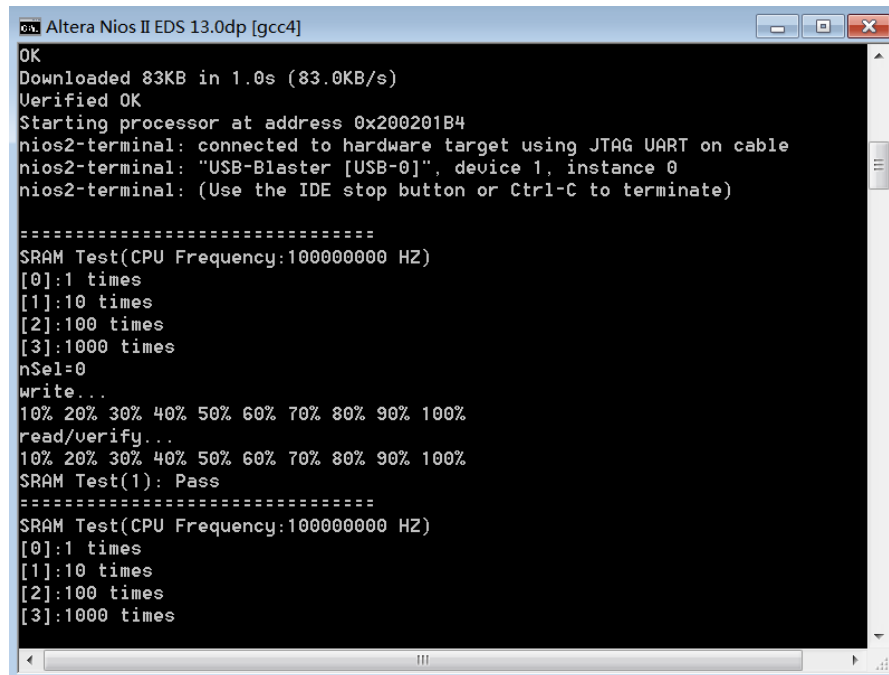 Altera Nios II EDS 13.0dp [gcc4]
OK
Downloaded 83KB in 1.0s (83.0KB/s)
Verified OK
Starting processor at address 0x200201B4
nios2-terminal: connected to hardware target using JTAG UART on cable
nios2-terminal: "USB-Blaster [USB-0]", device 1, instance 0
nios2-terminal: (Use the IDE stop button or Ctrl-C to terminate)
================================
SRAM Test(CPU Frequency:100000000 HZ)
[0]:1 times
[1]:10 times
[2]:100 times
[3]:1000 times
nSel=0
write...
10% 20% 30% 40% 50% 60% 70% 80% 90% 100%
read/verify...
10% 20% 30% 40% 50% 60% 70% 80% 90% 100%
SRAM Test(1): Pass
================================
SRAM Test(CPU Frequency:100000000 HZ)
[0]:1 times
[1]:10 times
[2]:100 times
[3]:1000 times